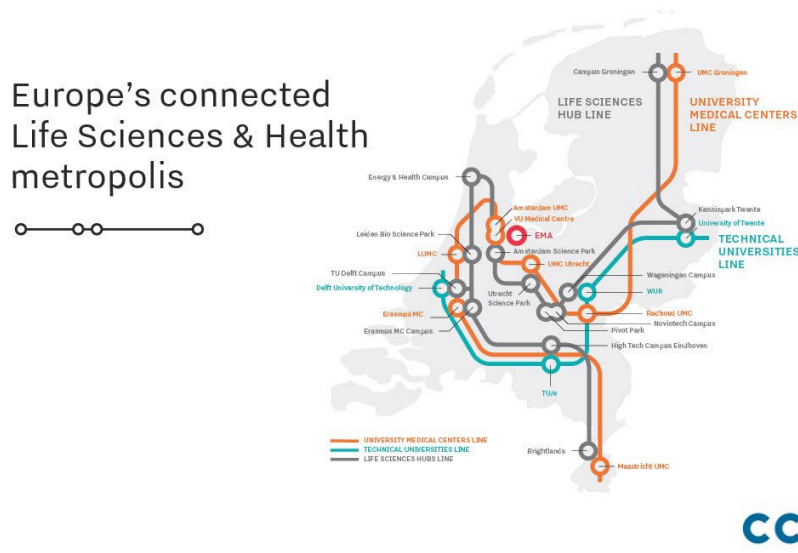 Europe's connected
Life Sciences & Health
metropolis
Campus Groningen
UMC Groningen
LIFE SCIENCES
HUB LINE
UNIVERSITY
MEDICAL CENTERS
LINE
Energy & Health Campus
Amsterdam UMC
VU Medical Centre
EMA
Kennispark Twente
University of Twente
TECHNICAL
UNIVERSITIES
LINE
Leiden Bio Science Park
LUMC
Amsterdam Science Park
UMC Utrecht
TU Delft Campus
Delft University of Technology
Utrecht
Science Park
Wageningen Campus
WUR
Erasmus MC
Erasmus MC Campus
Radboud UMC
Noviotech Campus
Pivot Park
High Tech Campus Eindhoven
TU/e
UNIVERSITY MEDICAL CENTERS LINE
TECHNICAL UNIVERSITIES LINE
LIFE SCIENCES HUBS LINE
Brightlands
Maastricht UMC